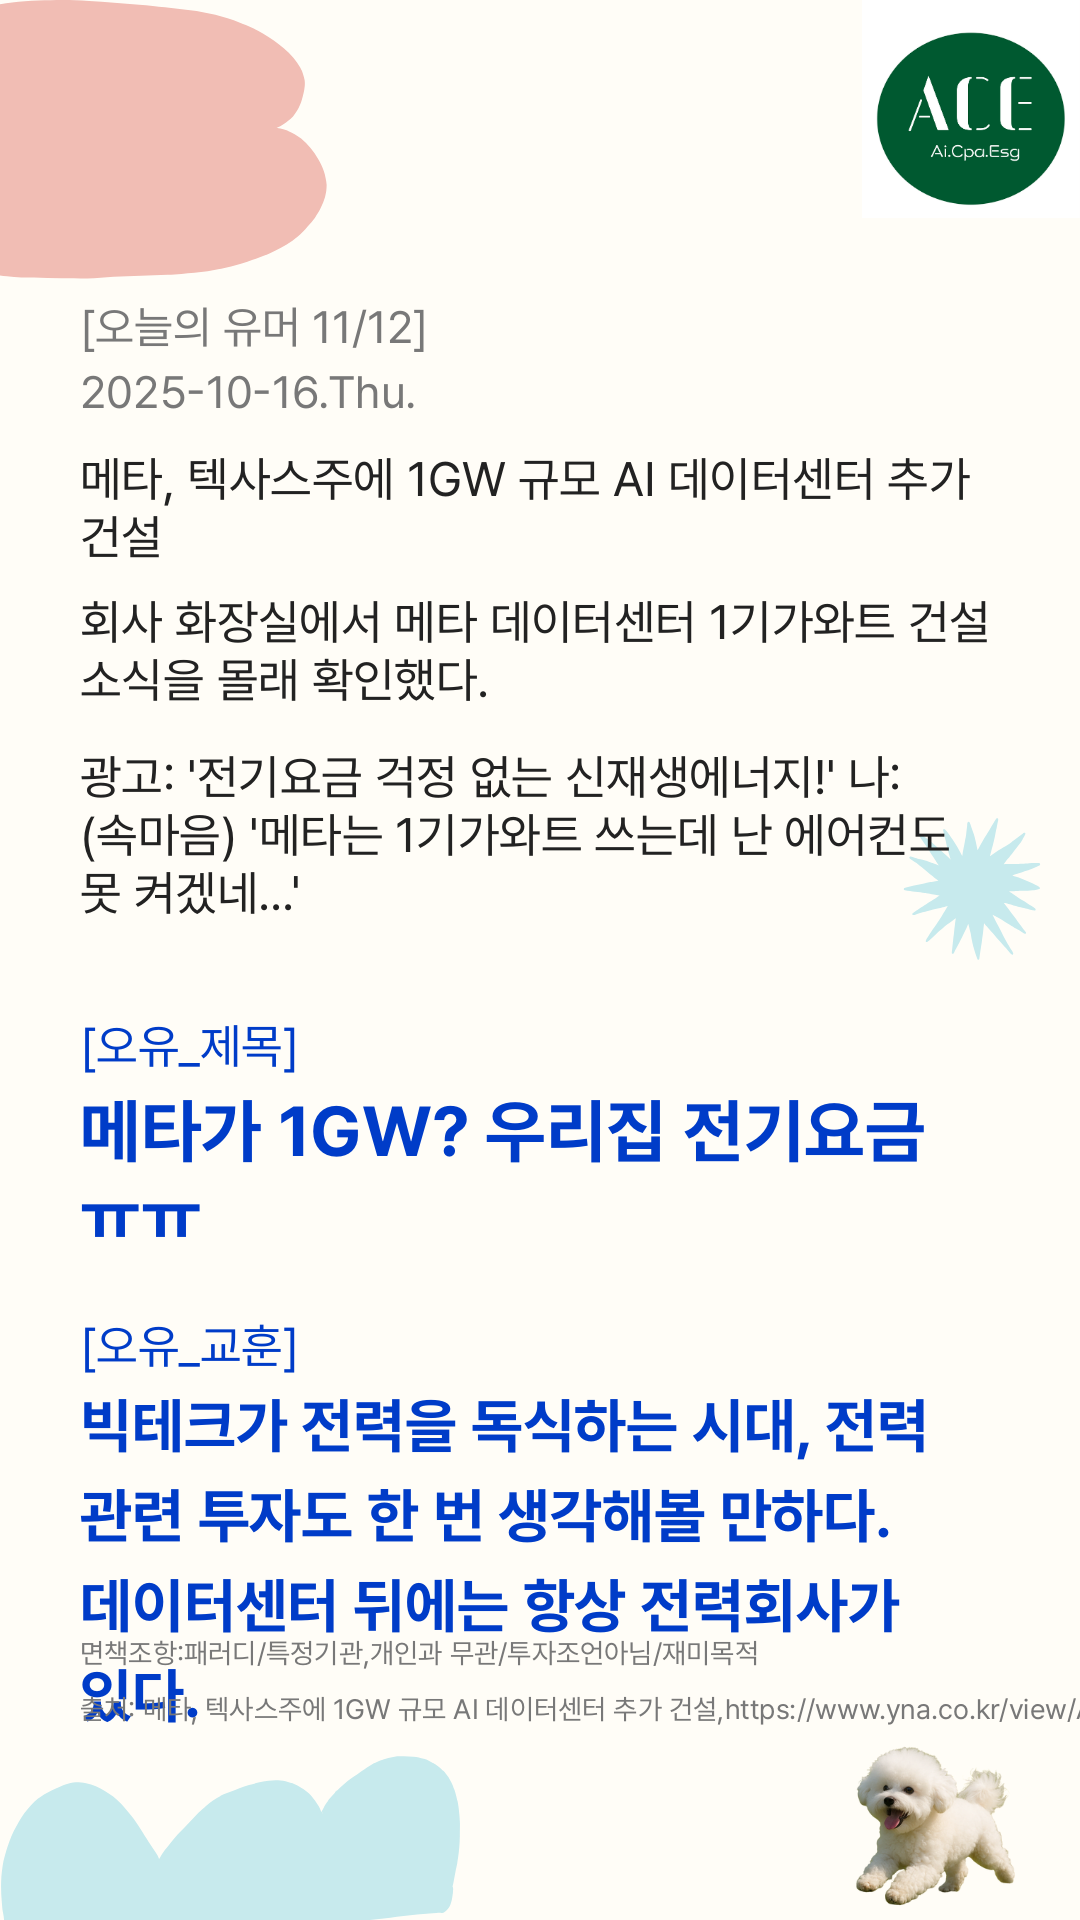 ACE
Ai.Cpa.Esg
[오늘의 유머 11/12]
2025-10-16.Thu.
메타, 텍사스주에 1GW 규모 AI 데이터센터 추가
건설
회사 화장실에서 메타 데이터센터 1기가와트 건설
소식을 몰래 확인했다.
광고: '전기요금 걱정 없는 신재생에너지!' 나:
(속마음) '메타는 1기가와트 쓰는데 난 에어컨도
못 켜겠네...'
[오유_제목]
메타가 1GW? 우리집 전기요금
ㅠㅠ
[오유_교훈]
빅테크가 전력을 독식하는 시대, 전력
관련 투자도 한 번 생각해볼 만하다.
데이터센터 뒤에는 항상 전력회사가
면책조항:패러디/특정기관,개인과 무관/투자조언아님/재미목적
있다.
출처: 메타, 텍사스주에 1GW 규모 AI 데이터센터 추가 건설,https://www.yna.co.kr/view/